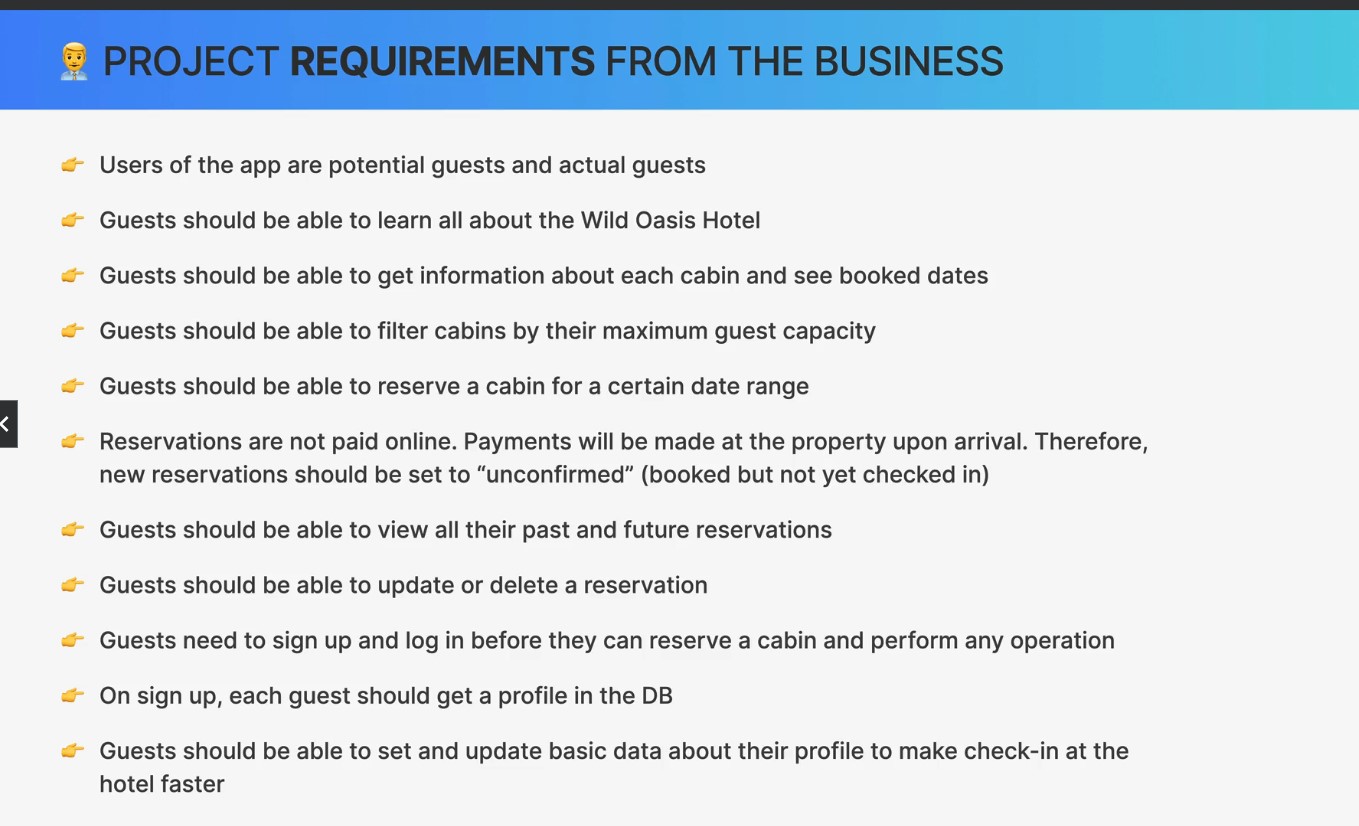 PROJECT REQUIREMENTS FROM THE BUSINESS
Users of the app are potential guests and actual guests
Guests should be able to learn all about the Wild Oasis Hotel
Guests should be able to get information about each cabin and see booked dates
Guests should be able to filter cabins by their maximum guest capacity
Guests should be able to reserve a cabin for a certain date range
Reservations are not paid online. Payments will be made at the property upon arrival. Therefore,
new reservations should be set to “unconfirmed” (booked but not yet checked in)
Guests should be able to view all their past and future reservations
Guests should be able to update or delete a reservation
Guests need to sign up and log in before they can reserve a cabin and perform any operation
On sign up, each guest should get a profile in the DB
Guests should be able to set and update basic data about their profile to make check-in at the
hotel faster